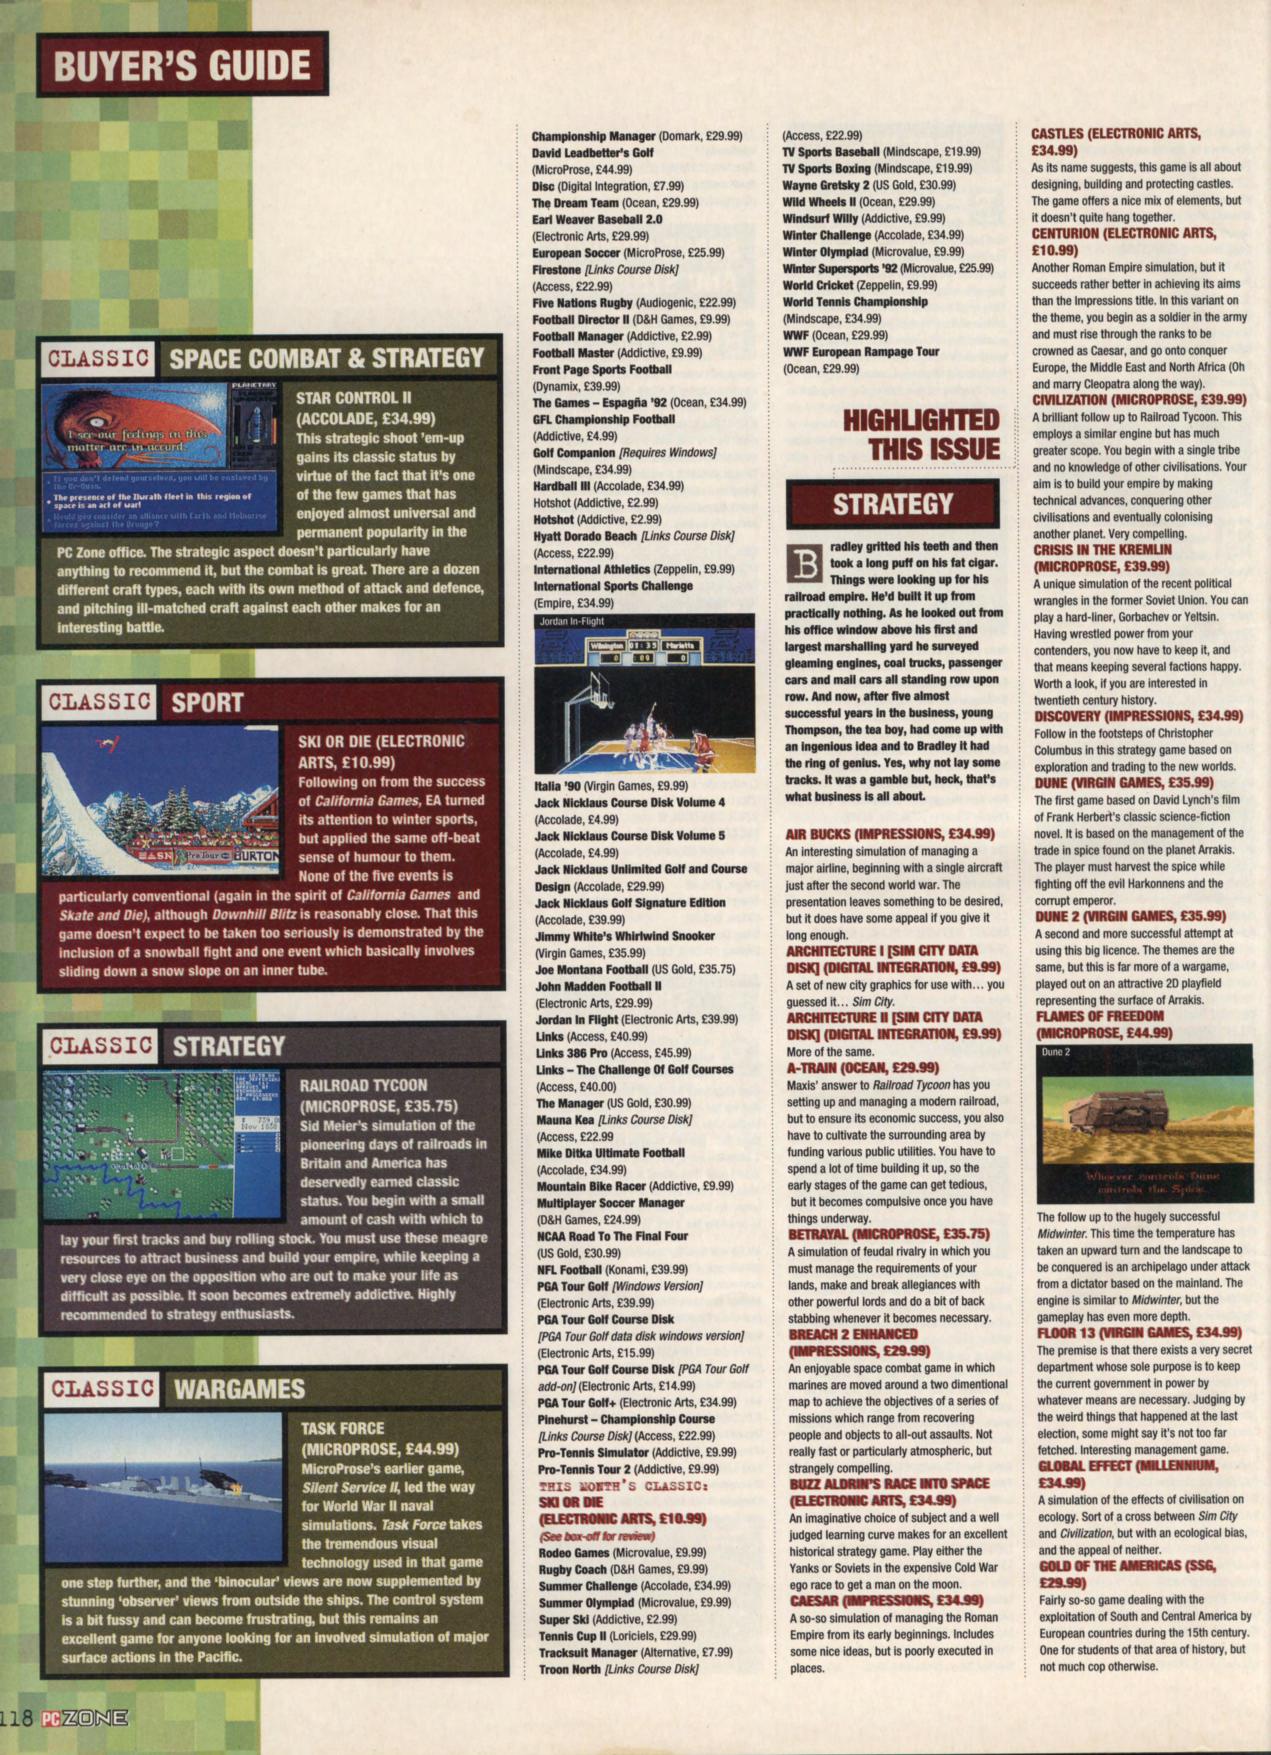 BUYER'S GUIDE
CLASSIC SPACE COMBAT & STRATEGY
PLANETARY
I see our feelings in this
matter are in accord.
If you don't defend yourselves, you will be enslaved by
the Ur-Quan.
The presence of the Ilwrath fleet in this region of
space is an act of war!
Would you consider an alliance with Earth and Melnorme
forces against the Druuge?
STAR CONTROL II
(ACCOLADE, £34.99)
This strategic shoot 'em-up
gains its classic status by
virtue of the fact that it's one
of the few games that has
enjoyed almost universal and
permanent popularity in the
PC Zone office. The strategic aspect doesn't particularly have
anything to recommend it, but the combat is great. There are a dozen
different craft types, each with its own method of attack and defence,
and pitching ill-matched craft against each other makes for an
interesting battle.
CLASSIC SPORT
Pro Tour
BURTON
SKI OR DIE (ELECTRONIC
ARTS, £10.99)
Following on from the success
of California Games, EA turned
its attention to winter sports,
but applied the same off-beat
sense of humour to them.
None of the five events is
particularly conventional (again in the spirit of California Games and
Skate and Die), although Downhill Blitz is reasonably close. That this
game doesn't expect to be taken too seriously is demonstrated by the
inclusion of a snowball fight and one event which basically involves
sliding down a snow slope on an inner tube.
CLASSIC STRATEGY
RAILROAD TYCOON
(MICROPROSE, £35.75)
Sid Meier's simulation of the
pioneering days of railroads in
Britain and America has
deservedly earned classic
status. You begin with a small
amount of cash with which to
lay your first tracks and buy rolling stock. You must use these meagre
resources to attract business and build your empire, while keeping a
very close eye on the opposition who are out to make your life as
difficult as possible. It soon becomes extremely addictive. Highly
recommended to strategy enthusiasts.
CLASSIC WARGAMES
TASK FORCE
(MICROPROSE, £44.99)
MicroProse's earlier game,
Silent Service II, led the way
for World War II naval
simulations. Task Force takes
the tremendous visual
technology used in that game
one step further, and the 'binocular' views are now supplemented by
stunning 'observer' views from outside the ships. The control system
is a bit fussy and can become frustrating, but this remains an
excellent game for anyone looking for an involved simulation of major
surface actions in the Pacific.
Championship Manager (Domark, £29.99)
David Leadbetter's Golf
(MicroProse, £44.99)
Disc (Digital Integration, £7.99)
The Dream Team (Ocean, £29.99)
Earl Weaver Baseball 2.0
(Electronic Arts, £29.99)
European Soccer (MicroProse, £25.99)
Firestone [Links Course Disk]
(Access, £22.99)
Five Nations Rugby (Audiogenic, £22.99)
Football Director II (D&H Games, £9.99)
Football Manager (Addictive, £2.99)
Football Master (Addictive, £9.99)
Front Page Sports Football
(Dynamix, £39.99)
The Games – Espagña '92 (Ocean, £34.99)
GFL Championship Football
(Addictive, £4.99)
Golf Companion [Requires Windows]
(Mindscape, £34.99)
Hardball III (Accolade, £34.99)
Hotshot (Addictive, £2.99)
Hotshot (Addictive, £2.99)
Hyatt Dorado Beach [Links Course Disk]
(Access, £22.99)
International Athletics (Zeppelin, £9.99)
International Sports Challenge
(Empire, £34.99)
Jordan In-Flight
Wilmington 01:35 Marietta
Italia '90 (Virgin Games, £9.99)
Jack Nicklaus Course Disk Volume 4
(Accolade, £4.99)
Jack Nicklaus Course Disk Volume 5
(Accolade, £4.99)
Jack Nicklaus Unlimited Golf and Course
Design (Accolade, £29.99)
Jack Nicklaus Golf Signature Edition
(Accolade, £39.99)
Jimmy White's Whirlwind Snooker
(Virgin Games, £35.99)
Joe Montana Football (US Gold, £35.75)
John Madden Football II
(Electronic Arts, £29.99)
Jordan In Flight (Electronic Arts, £39.99)
Links (Access, £40.99)
Links 386 Pro (Access, £45.99)
Links – The Challenge Of Golf Courses
(Access, £40.00)
The Manager (US Gold, £30.99)
Mauna Kea [Links Course Disk]
(Access, £22.99
Mike Ditka Ultimate Football
(Accolade, £34.99)
Mountain Bike Racer (Addictive, £9.99)
Multiplayer Soccer Manager
(D&H Games, £24.99)
NCAA Road To The Final Four
(US Gold, £30.99)
NFL Football (Konami, £39.99)
PGA Tour Golf [Windows Version]
(Electronic Arts, £39.99)
PGA Tour Golf Course Disk
[PGA Tour Golf data disk windows version]
(Electronic Arts, £15.99)
PGA Tour Golf Course Disk [PGA Tour Golf
add-on] (Electronic Arts, £14.99)
PGA Tour Golf+ (Electronic Arts, £34.99)
Pinehurst – Championship Course
[Links Course Disk] (Access, £22.99)
Pro-Tennis Simulator (Addictive, £9.99)
Pro-Tennis Tour 2 (Addictive, £9.99)
THIS MONTH'S CLASSIC:
SKI OR DIE
(ELECTRONIC ARTS, £10.99)
(See box-off for review)
Rodeo Games (Microvalue, £9.99)
Rugby Coach (D&H Games, £9.99)
Summer Challenge (Accolade, £34.99)
Summer Olympiad (Microvalue, £9.99)
Super Ski (Addictive, £2.99)
Tennis Cup II (Loriciels, £29.99)
Tracksuit Manager (Alternative, £7.99)
Troon North [Links Course Disk]
(Access, £22.99)
TV Sports Baseball (Mindscape, £19.99)
TV Sports Boxing (Mindscape, £19.99)
Wayne Gretsky 2 (US Gold, £30.99)
Wild Wheels II (Ocean, £29.99)
Windsurf Willy (Addictive, £9.99)
Winter Challenge (Accolade, £34.99)
Winter Olympiad (Microvalue, £9.99)
Winter Supersports '92 (Microvalue, £25.99)
World Cricket (Zeppelin, £9.99)
World Tennis Championship
(Mindscape, £34.99)
WWF (Ocean, £29.99)
WWF European Rampage Tour
(Ocean, £29.99)
HIGHLIGHTED
THIS ISSUE
STRATEGY
Bradley gritted his teeth and then
took a long puff on his fat cigar.
Things were looking up for his
railroad empire. He'd built it up from
practically nothing. As he looked out from
his office window above his first and
largest marshalling yard he surveyed
gleaming engines, coal trucks, passenger
cars and mail cars all standing row upon
row. And now, after five almost
successful years in the business, young
Thompson, the tea boy, had come up with
an ingenious idea and to Bradley it had
the ring of genius. Yes, why not lay some
tracks. It was a gamble but, heck, that's
what business is all about.
AIR BUCKS (IMPRESSIONS, £34.99)
An interesting simulation of managing a
major airline, beginning with a single aircraft
just after the second world war. The
presentation leaves something to be desired,
but it does have some appeal if you give it
long enough.
ARCHITECTURE I [SIM CITY DATA
DISK] (DIGITAL INTEGRATION, £9.99)
A set of new city graphics for use with... you
guessed it... Sim City.
ARCHITECTURE II [SIM CITY DATA
DISK] (DIGITAL INTEGRATION, £9.99)
More of the same.
A-TRAIN (OCEAN, £29.99)
Maxis' answer to Railroad Tycoon has you
setting up and managing a modern railroad,
but to ensure its economic success, you also
have to cultivate the surrounding area by
funding various public utilities. You have to
spend a lot of time building it up, so the
early stages of the game can get tedious,
but it becomes compulsive once you have
things underway.
BETRAYAL (MICROPROSE, £35.75)
A simulation of feudal rivalry in which you
must manage the requirements of your
lands, make and break allegiances with
other powerful lords and do a bit of back
stabbing whenever it becomes necessary.
BREACH 2 ENHANCED
(IMPRESSIONS, £29.99)
An enjoyable space combat game in which
marines are moved around a two dimentional
map to achieve the objectives of a series of
missions which range from recovering
people and objects to all-out assaults. Not
really fast or particularly atmospheric, but
strangely compelling.
BUZZ ALDRIN'S RACE INTO SPACE
(ELECTRONIC ARTS, £34.99)
An imaginative choice of subject and a well
judged learning curve makes for an excellent
historical strategy game. Play either the
Yanks or Soviets in the expensive Cold War
ego race to get a man on the moon.
CAESAR (IMPRESSIONS, £34.99)
A so-so simulation of managing the Roman
Empire from its early beginnings. Includes
some nice ideas, but is poorly executed in
places.
CASTLES (ELECTRONIC ARTS,
£34.99)
As its name suggests, this game is all about
designing, building and protecting castles.
The game offers a nice mix of elements, but
it doesn't quite hang together.
CENTURION (ELECTRONIC ARTS,
£10.99)
Another Roman Empire simulation, but it
succeeds rather better in achieving its aims
than the Impressions title. In this variant on
the theme, you begin as a soldier in the army
and must rise through the ranks to be
crowned as Caesar, and go onto conquer
Europe, the Middle East and North Africa (Oh
and marry Cleopatra along the way).
CIVILIZATION (MICROPROSE, £39.99)
A brilliant follow up to Railroad Tycoon. This
employs a similar engine but has much
greater scope. You begin with a single tribe
and no knowledge of other civilisations. Your
aim is to build your empire by making
technical advances, conquering other
civilisations and eventually colonising
another planet. Very compelling.
CRISIS IN THE KREMLIN
(MICROPROSE, £39.99)
A unique simulation of the recent political
wrangles in the former Soviet Union. You can
play a hard-liner, Gorbachev or Yeltsin.
Having wrestled power from your
contenders, you now have to keep it, and
that means keeping several factions happy.
Worth a look, if you are interested in
twentieth century history.
DISCOVERY (IMPRESSIONS, £34.99)
Follow in the footsteps of Christopher
Columbus in this strategy game based on
exploration and trading to the new worlds.
DUNE (VIRGIN GAMES, £35.99)
The first game based on David Lynch's film
of Frank Herbert's classic science-fiction
novel. It is based on the management of the
trade in spice found on the planet Arrakis.
The player must harvest the spice while
fighting off the evil Harkonnens and the
corrupt emperor.
DUNE 2 (VIRGIN GAMES, £35.99)
A second and more successful attempt at
using this big licence. The themes are the
same, but this is far more of a wargame,
played out on an attractive 2D playfield
representing the surface of Arrakis.
FLAMES OF FREEDOM
(MICROPROSE, £44.99)
Dune 2
Whoever controls Dune
controls the Spice.
The follow up to the hugely successful
Midwinter. This time the temperature has
taken an upward turn and the landscape to
be conquered is an archipelago under attack
from a dictator based on the mainland. The
engine is similar to Midwinter, but the
gameplay has even more depth.
FLOOR 13 (VIRGIN GAMES, £34.99)
The premise is that there exists a very secret
department whose sole purpose is to keep
the current government in power by
whatever means are necessary. Judging by
the weird things that happened at the last
election, some might say it's not too far
fetched. Interesting management game.
GLOBAL EFFECT (MILLENNIUM,
£34.99)
A simulation of the effects of civilisation on
ecology. Sort of a cross between Sim City
and Civilization, but with an ecological bias,
and the appeal of neither.
GOLD OF THE AMERICAS (SSG,
£29.99)
Fairly so-so game dealing with the
exploitation of South and Central America by
European countries during the 15th century.
One for students of that area of history, but
not much cop otherwise.
118 PC ZONE